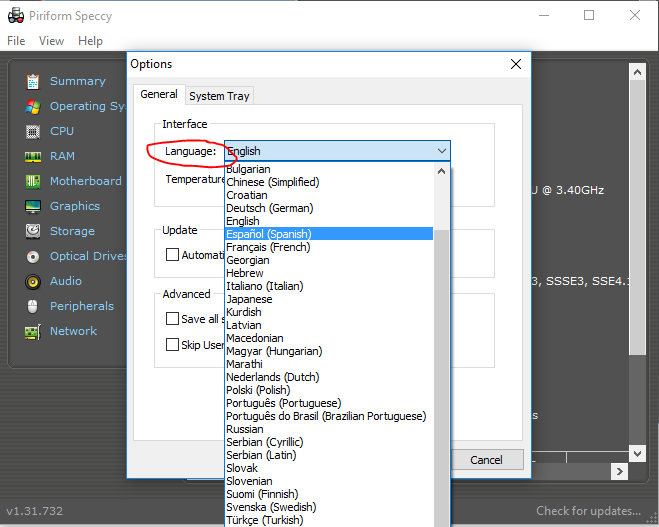 Piriform Speccy
File View Help
Options
General
System Tray
Summary
Operating Sy
CPU
RAM
Motherboard
Graphics
Storage
Optical Drives
Audio
Peripherals
Network
Interface
Language:
English
Temperature
Update
Automati
Advanced
Save all s
Skip User
Bulgarian
Chinese (Simplified)
Croatian
Deutsch (German)
English
Español (Spanish)
Français (French)
Georgian
Hebrew
Italiano (Italian)
Japanese
Kurdish
Latvian
Macedonian
Magyar (Hungarian)
Marathi
Nederlands (Dutch)
Polski (Polish)
Português (Portuguese)
Português do Brasil (Brazilian Portuguese)
Russian
Serbian (Cyrillic)
Serbian (Latin)
Slovak
Slovenian
Suomi (Finnish)
Svenska (Swedish)
Türkçe (Turkish)
Cancel
U @ 3.40GHz
3, SSSE3, SSE4.1
s
v1.31.732
Check for updates...